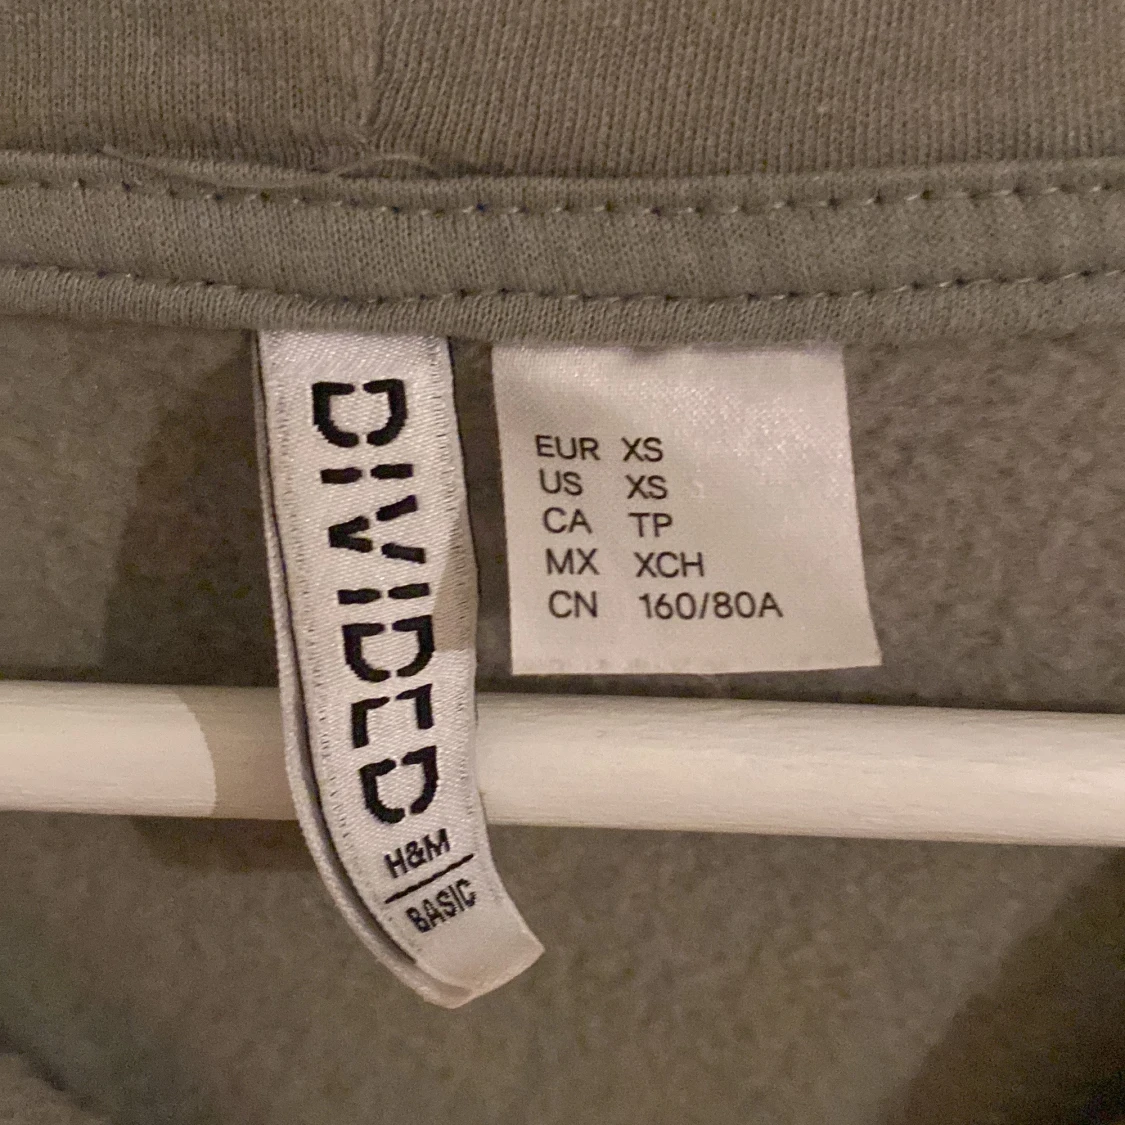 DIVIDED
H&M
BASIC
EUR XS
US XS
CA TP
MX XCH
CN 160/80A